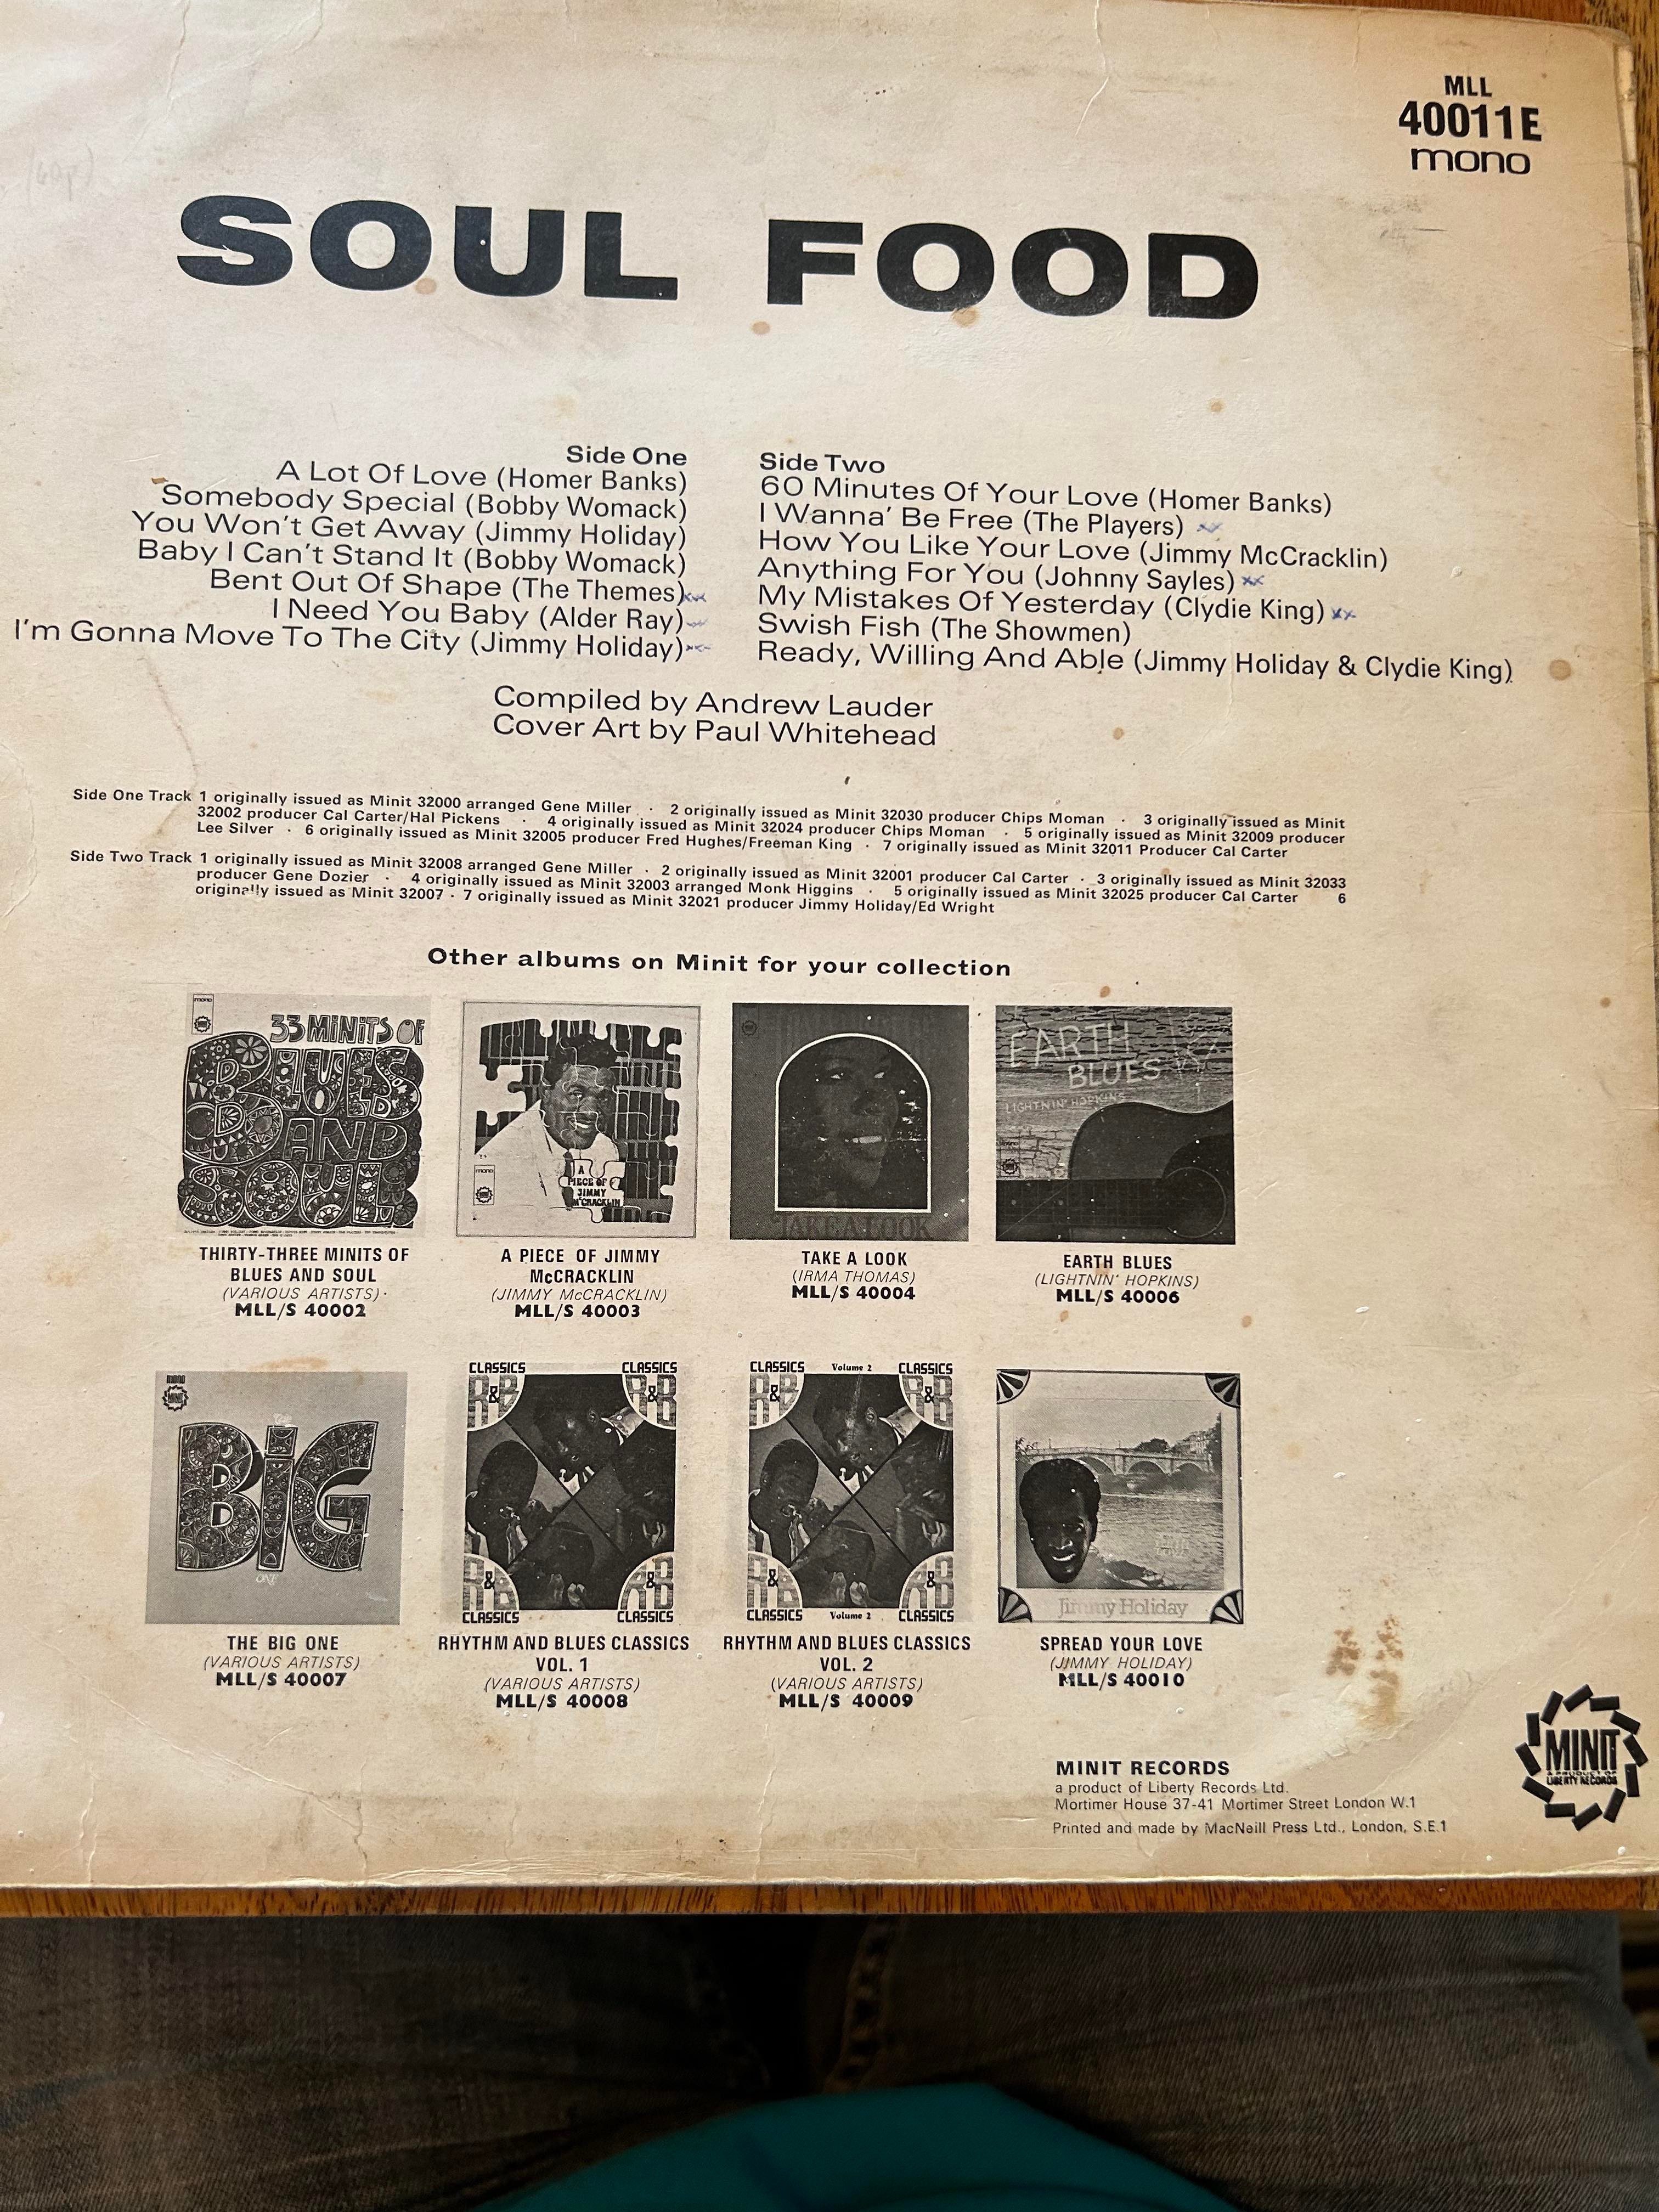 MLL
40011E
mono
(60p)
SOUL FOOD
Side One
A Lot Of Love (Homer Banks)
Somebody Special (Bobby Womack)
You Won't Get Away (Jimmy Holiday)
Baby I Can't Stand It (Bobby Womack)
Bent Out Of Shape (The Themes)
I Need You Baby (Alder Ray)
I'm Gonna Move To The City (Jimmy Holiday)
Side Two
60 Minutes Of Your Love (Homer Banks)
I Wanna' Be Free (The Players)
How You Like Your Love (Jimmy McCracklin)
Anything For You (Johnny Sayles)
My Mistakes Of Yesterday (Clydie King)
Swish Fish (The Showmen)
Ready, Willing And Able (Jimmy Holiday & Clydie King)
Compiled by Andrew Lauder
Cover Art by Paul Whitehead
Side One Track 1 originally issued as Minit 32000 arranged Gene Miller · 2 originally issued as Minit 32030 producer Chips Moman · 3 originally issued as Minit
32002 producer Cal Carter/Hal Pickens · 4 originally issued as Minit 32024 producer Chips Moman · 5 originally issued as Minit 32009 producer
Lee Silver · 6 originally issued as Minit 32005 producer Fred Hughes/Freeman King · 7 originally issued as Minit 32011 Producer Cal Carter
Side Two Track 1 originally issued as Minit 32008 arranged Gene Miller · 2 originally issued as Minit 32001 producer Cal Carter · 3 originally issued as Minit 32033
producer Gene Dozier · 4 originally issued as Minit 32003 arranged Monk Higgins · 5 originally issued as Minit 32025 producer Cal Carter 6
originally issued as Minit 32007 · 7 originally issued as Minit 32021 producer Jimmy Holiday/Ed Wright
Other albums on Minit for your collection
mono
33 MINITS OF
BLUES
AND
SOUL
mono
A
PIECE OF
JIMMY
McCRACKLIN
TAKE A LOOK
EARTH
BLUES
LIGHTNIN' HOPKINS
THIRTY-THREE MINITS OF
BLUES AND SOUL
(VARIOUS ARTISTS)
MLL/S 40002
A PIECE OF JIMMY
McCRACKLIN
(JIMMY McCRACKLIN)
MLL/S 40003
TAKE A LOOK
(IRMA THOMAS)
MLL/S 40004
EARTH BLUES
(LIGHTNIN' HOPKINS)
MLL/S 40006
mono
MINIT
BIG
ONE
CLASSICS CLASSICS
R&B R&B
R&B R&B
CLASSICS CLASSICS
CLASSICS Volume 2 CLASSICS
R&B R&B
R&B R&B
CLASSICS Volume 2 CLASSICS
Jimmy Holiday
THE BIG ONE
(VARIOUS ARTISTS)
MLL/S 40007
RHYTHM AND BLUES CLASSICS
VOL. 1
(VARIOUS ARTISTS)
MLL/S 40008
RHYTHM AND BLUES CLASSICS
VOL. 2
(VARIOUS ARTISTS)
MLL/S 40009
SPREAD YOUR LOVE
(JIMMY HOLIDAY)
MLL/S 40010
MINIT RECORDS
a product of Liberty Records Ltd.
Mortimer House 37-41 Mortimer Street London W.1
Printed and made by MacNeill Press Ltd., London, S.E.1
MINIT
A PRODUCT OF
LIBERTY RECORDS